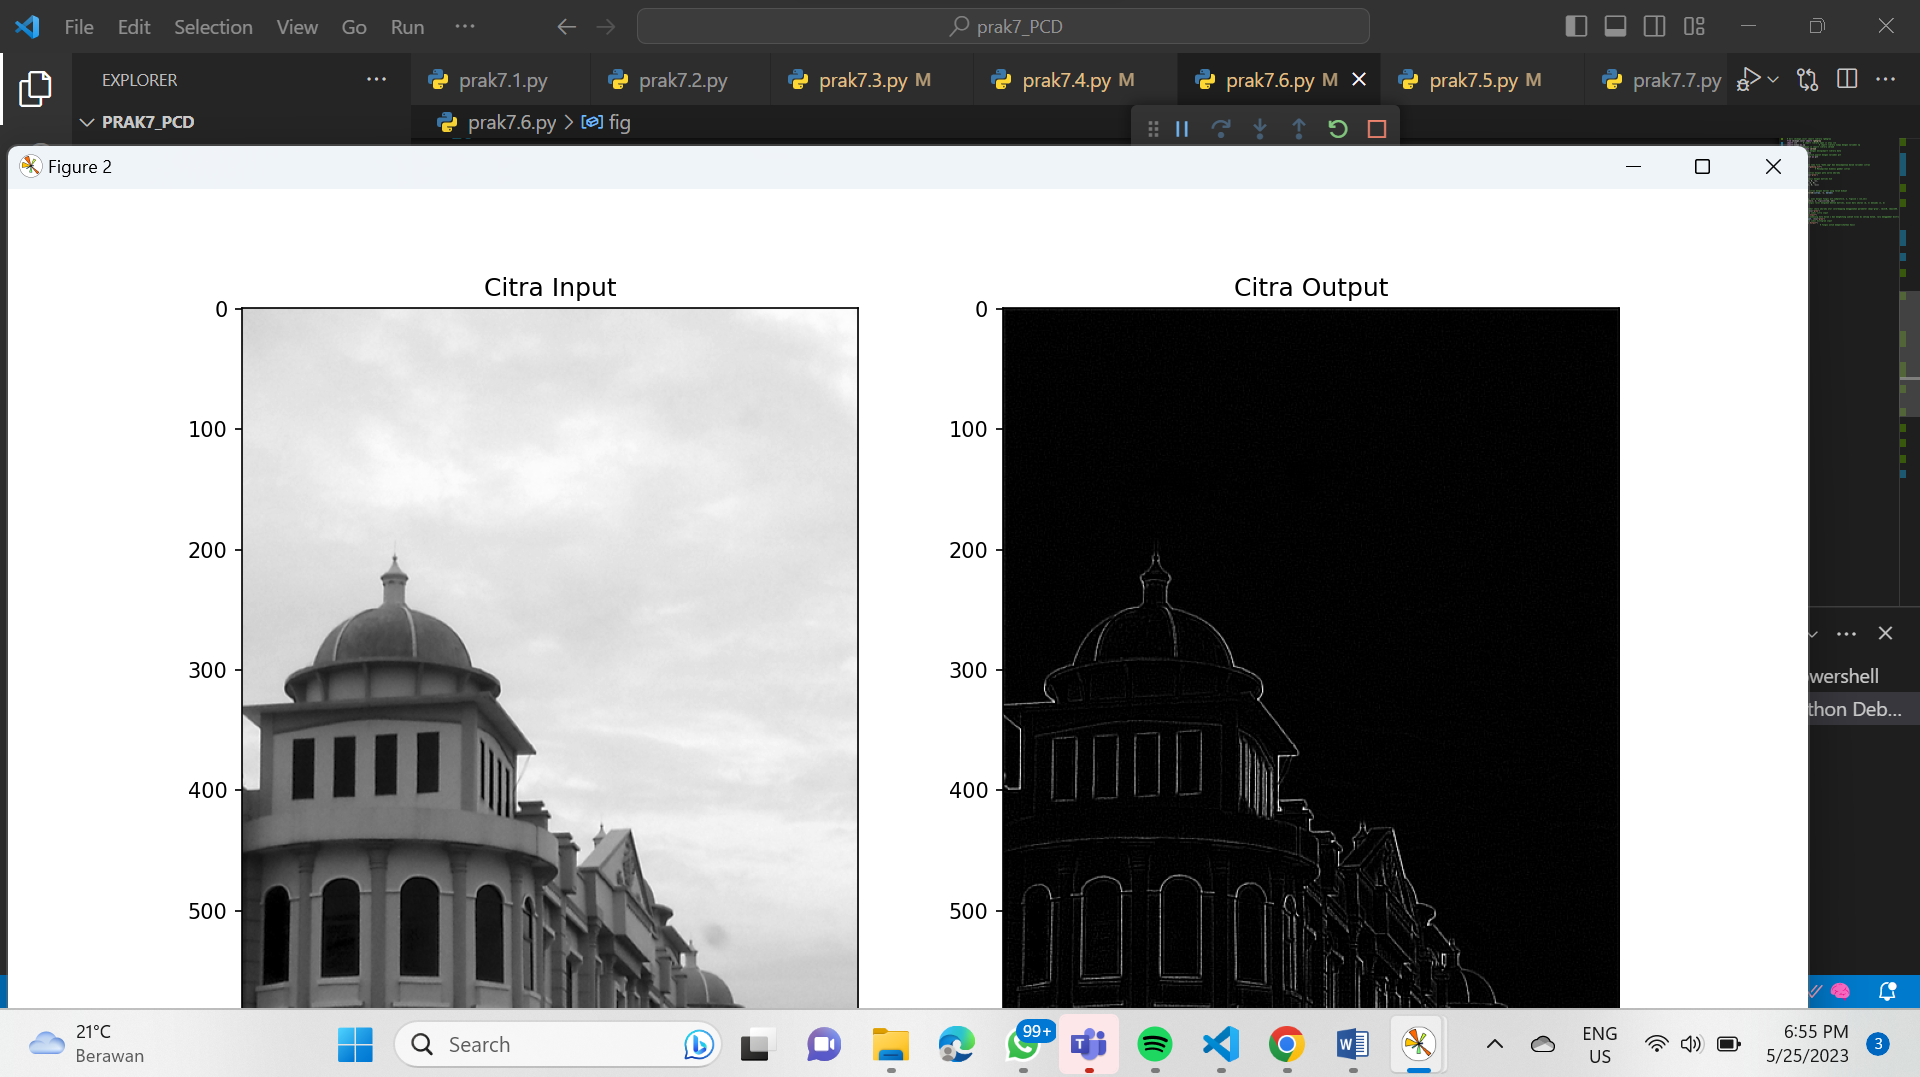 File Edit Selection View Go Run ···
prak7_PCD
EXPLORER
prak7.1.py
prak7.2.py
prak7.3.py M
prak7.4.py M
prak7.6.py M
prak7.5.py M
prak7.7.py
PRAK7_PCD
prak7.6.py > fig
Figure 2
Citra Input
Citra Output
0
100
200
300
400
500
0
100
200
300
400
500
wershell
thon Deb...
21°C
Berawan
Search
99+
ENG
US
6:55 PM
5/25/2023
3